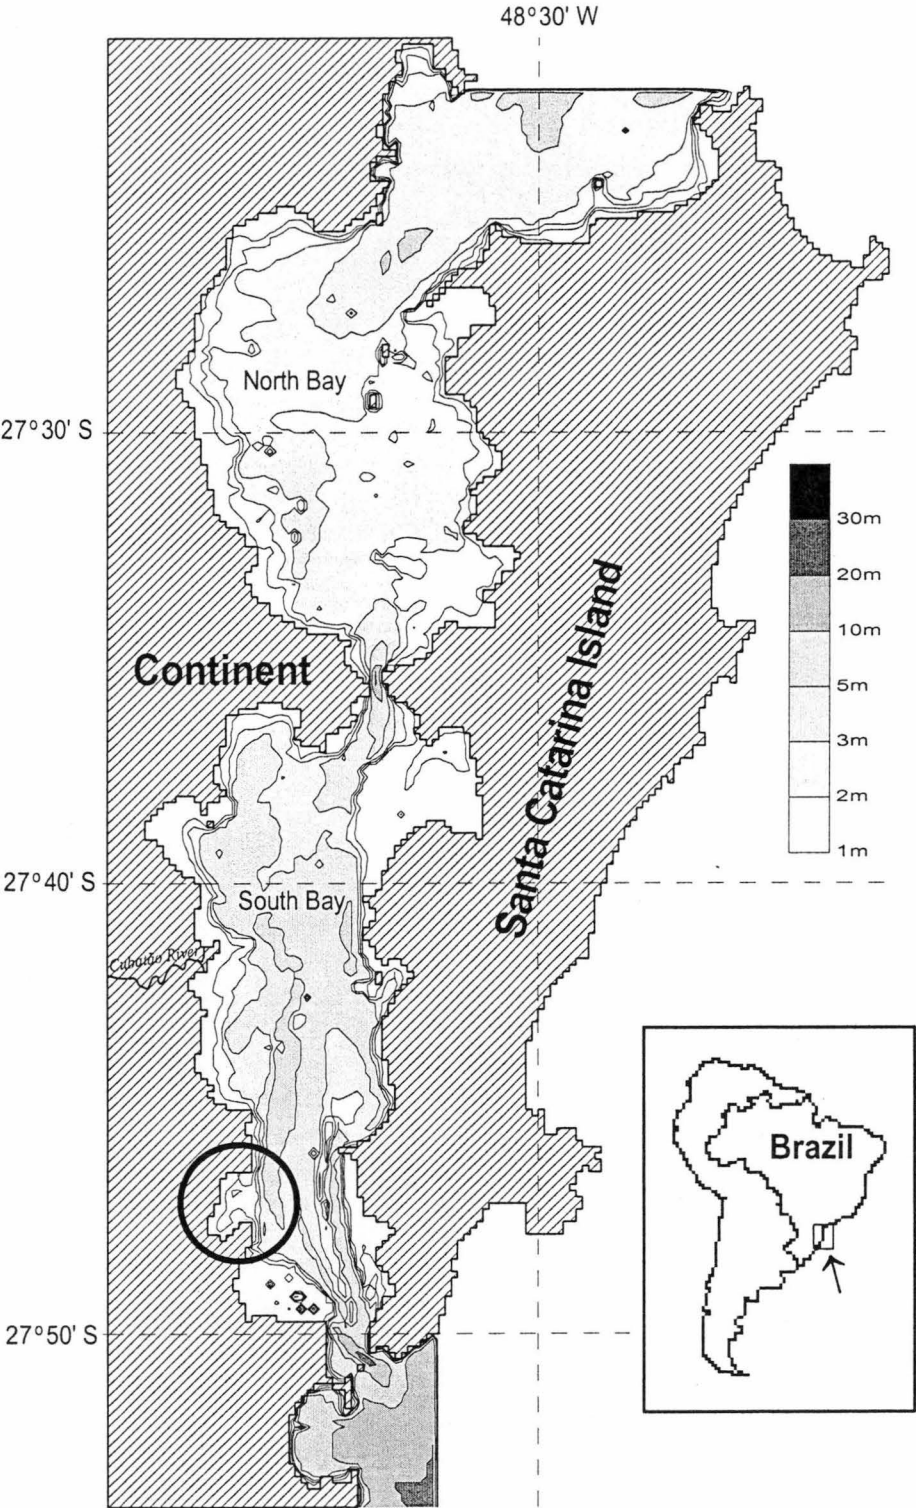 48°30' W
North Bay
27°30' S
30m
20m
10m
5m
3m
2m
1m
Continent
Santa Catarina Island
27°40' S
South Bay
Cubatão River
Brazil
27°50' S